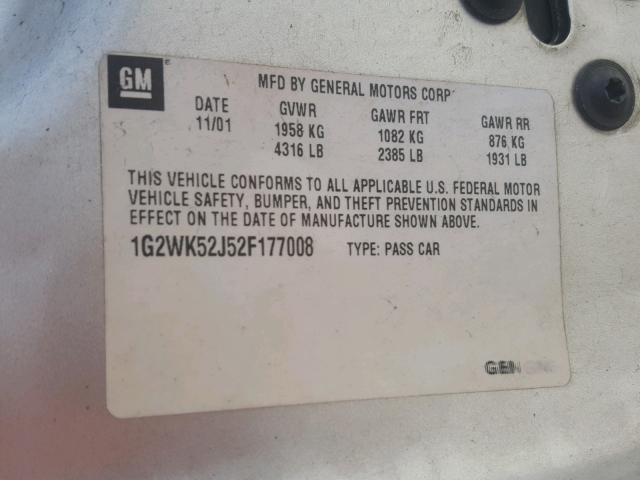 GM
MFD BY GENERAL MOTORS CORP
DATE GVWR GAWR FRT GAWR RR
11/01 1958 KG 1082 KG 876 KG
4316 LB 2385 LB 1931 LB
THIS VEHICLE CONFORMS TO ALL APPLICABLE U.S. FEDERAL MOTOR
VEHICLE SAFETY, BUMPER, AND THEFT PREVENTION STANDARDS IN
EFFECT ON THE DATE OF MANUFACTURE SHOWN ABOVE.
1G2WK52J52F177008 TYPE: PASS CAR